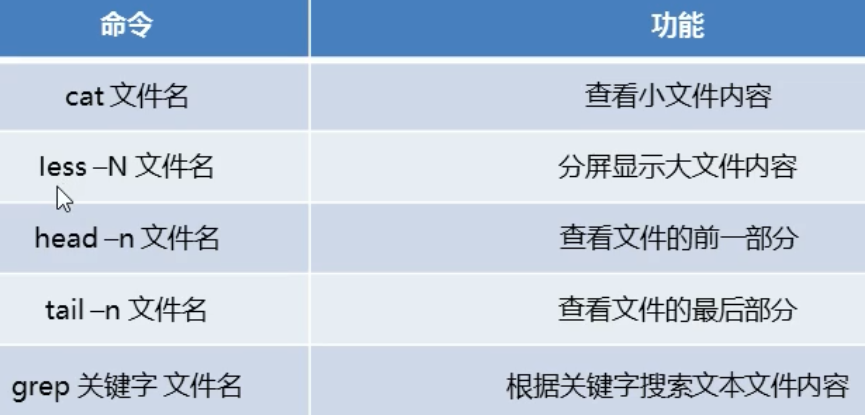 命令 功能
cat 文件名 查看小文件内容
less –N 文件名 分屏显示大文件内容
head –n 文件名 查看文件的前一部分
tail –n 文件名 查看文件的最后部分
grep 关键字 文件名 根据关键字搜索文本文件内容